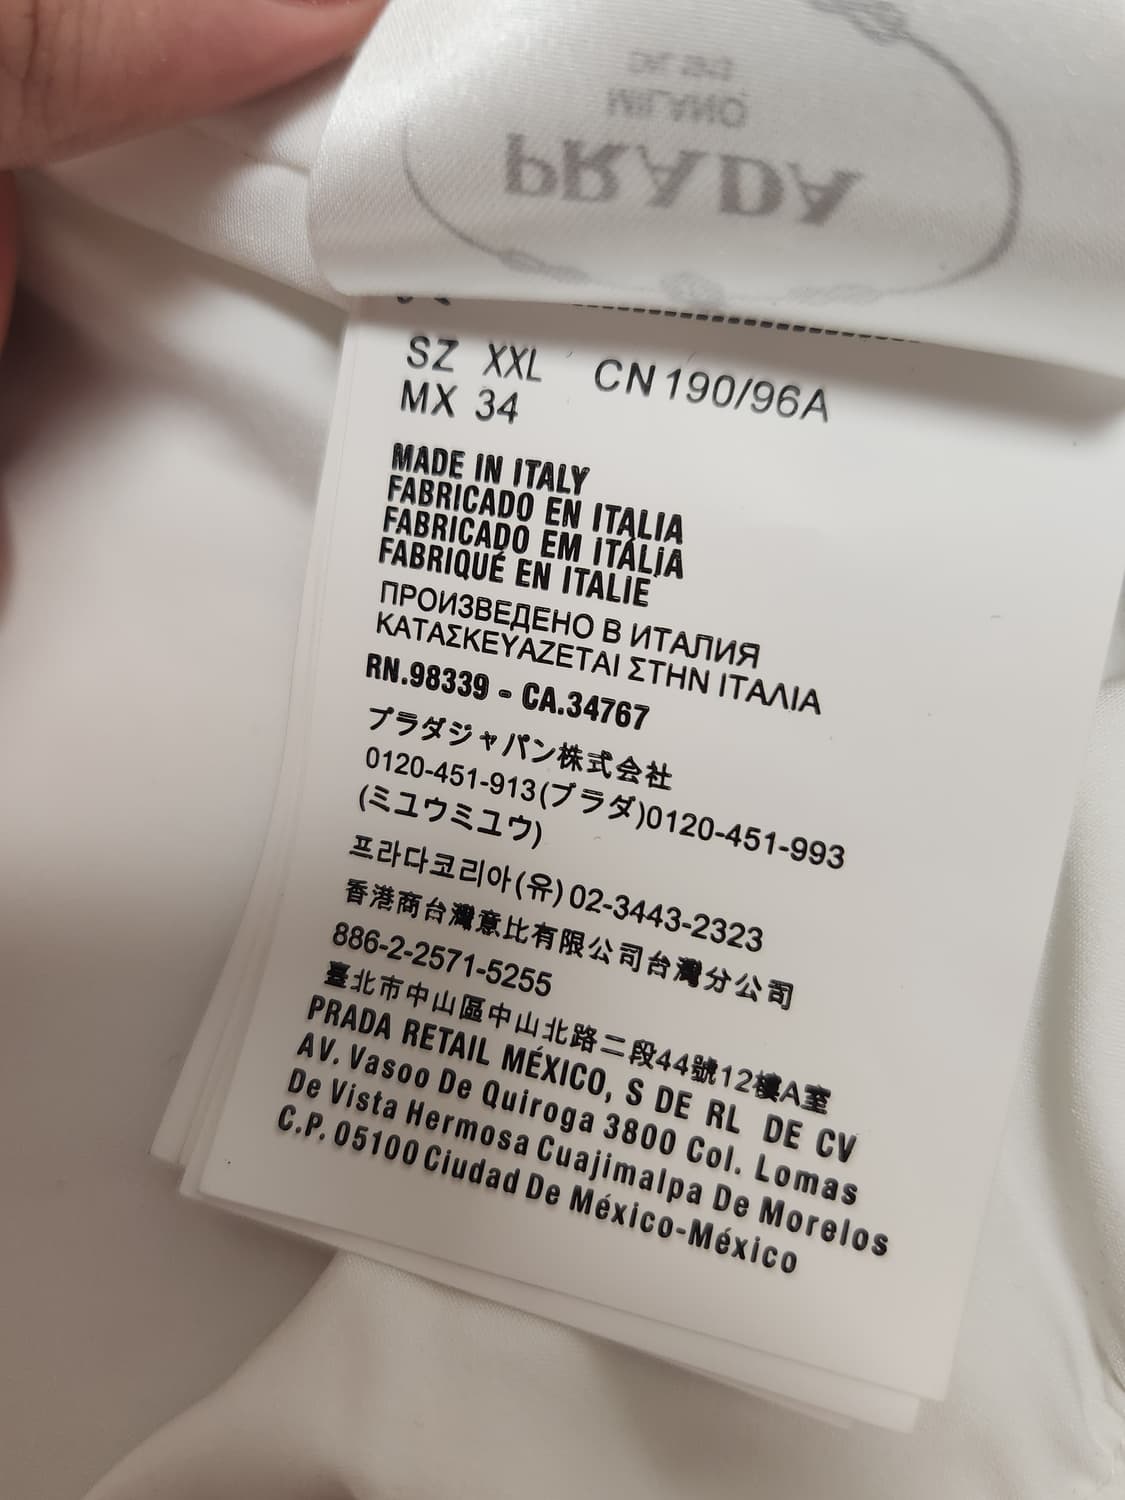 DAL 1913
MILANO
PRADA
SZ XXL CN 190/96A
MX 34
MADE IN ITALY
FABRICADO EN ITALIA
FABRICADO EM ITÁLIA
FABRIQUÉ EN ITALIE
ПРОИЗВЕДЕНО В ИТАЛИЯ
ΚΑΤΑΣΚΕΥΑΖΕΤΑΙ ΣΤΗΝ ΙΤΑΛΙΑ
RN.98339 - CA.34767
プラダジャパン株式会社
0120-451-913(プラダ)0120-451-993
(ミユウミユウ)
프라다코리아(유)02-3443-2323
香港商台灣意比有限公司台灣分公司
886-2-2571-5255
臺北市中山區中山北路二段44號12樓A室
PRADA RETAIL MÉXICO, S DE RL DE CV
AV. Vasoo De Quiroga 3800 Col. Lomas
De Vista Hermosa Cuajimalpa De Morelos
C.P. 05100 Ciudad De México-México